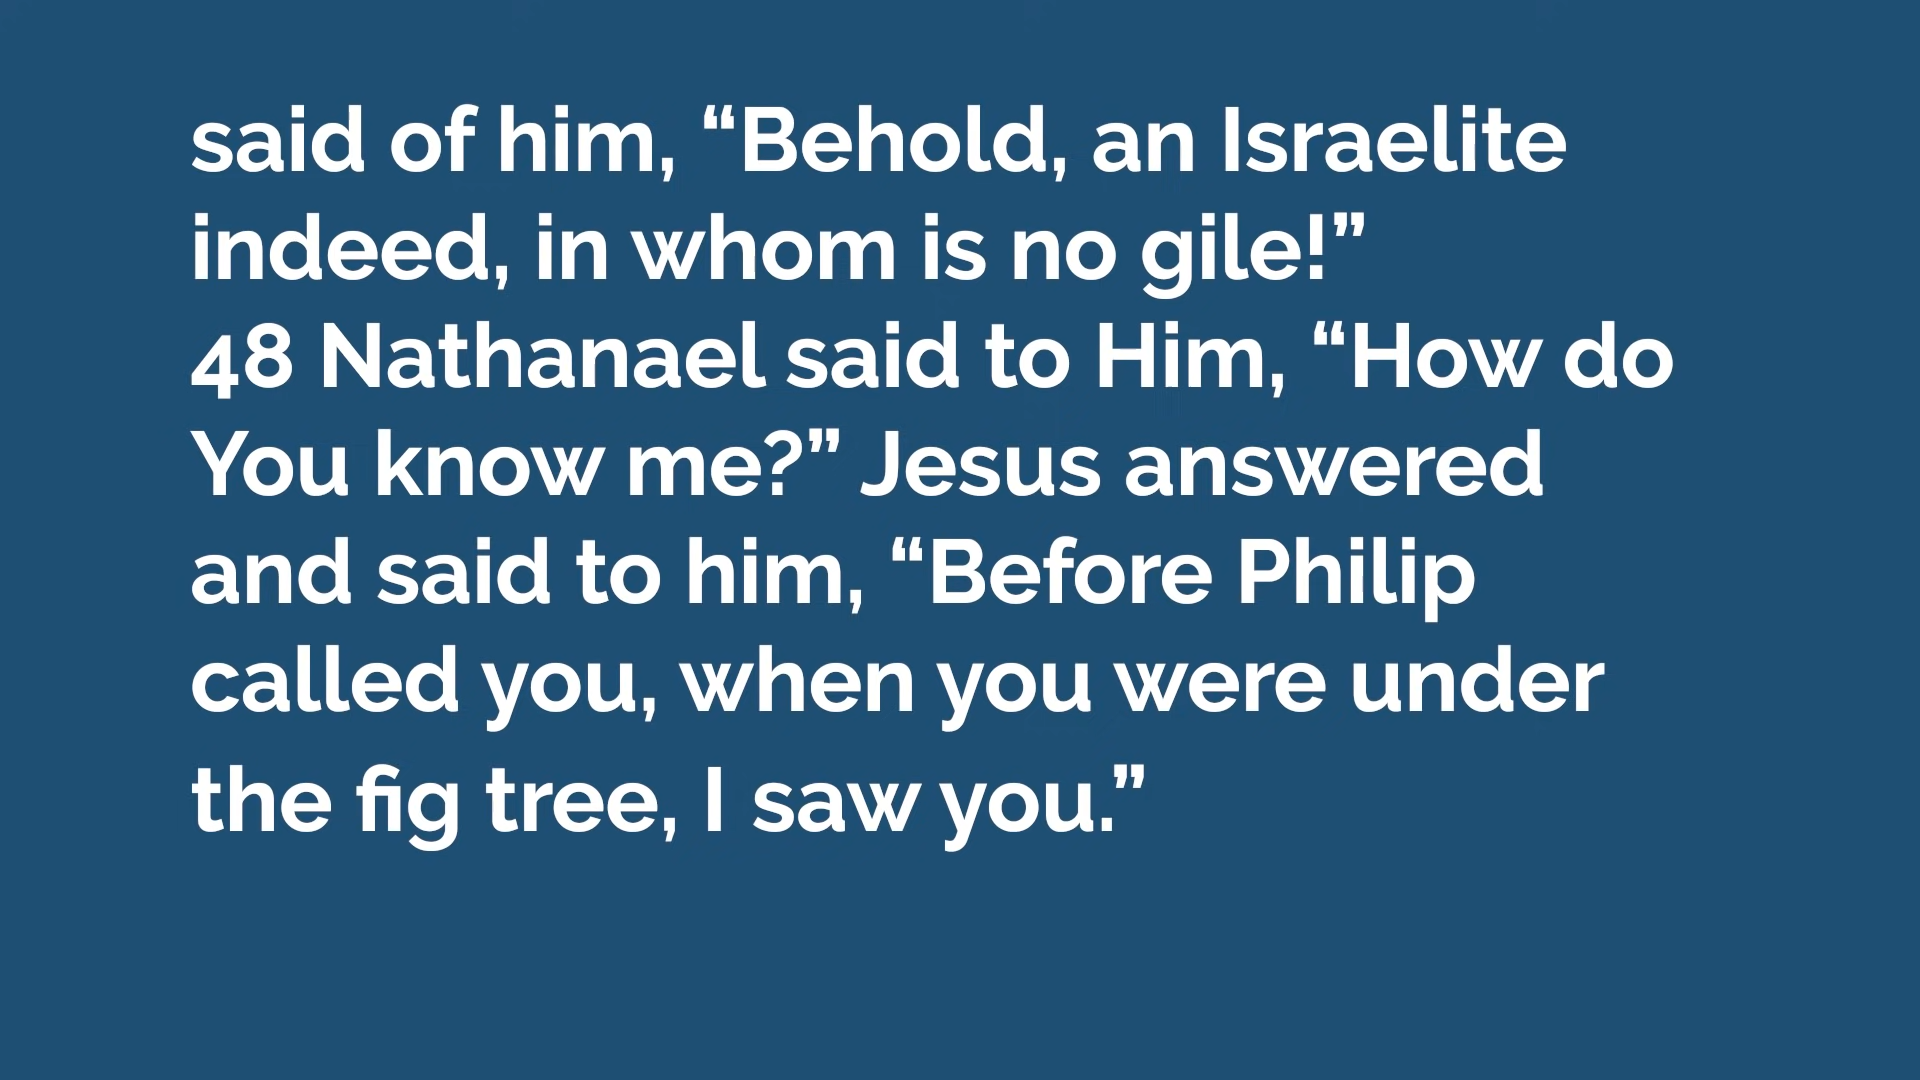 said of him, “Behold, an Israelite
indeed, in whom is no gile!”
48 Nathanael said to Him, “How do
You know me?” Jesus answered
and said to him, “Before Philip
called you, when you were under
the fig tree, I saw you.”